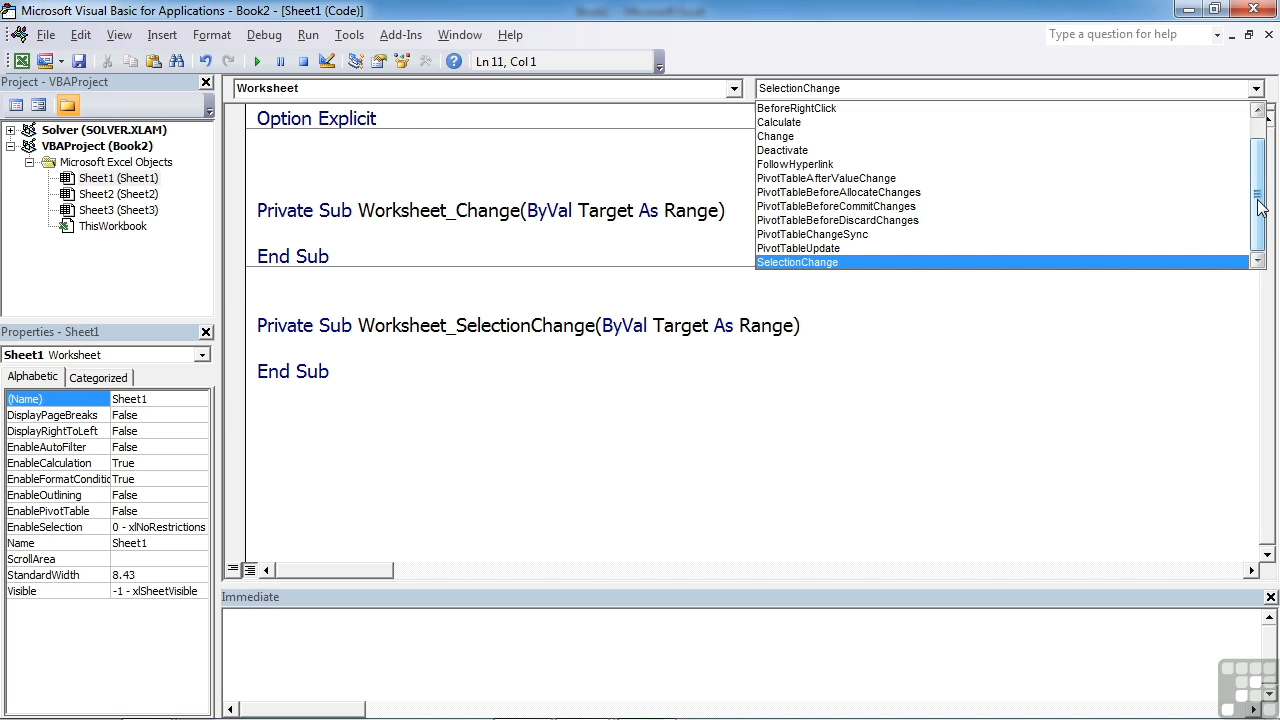 Microsoft Visual Basic for Applications - Book2 - [Sheet1 (Code)]
File Edit View Insert Format Debug Run Tools Add-Ins Window Help
Type a question for help
Ln 11, Col 1
Project - VBAProject
Solver (SOLVER.XLAM)
VBAProject (Book2)
Microsoft Excel Objects
Sheet1 (Sheet1)
Sheet2 (Sheet2)
Sheet3 (Sheet3)
ThisWorkbook
Properties - Sheet1
Sheet1 Worksheet
Alphabetic Categorized
(Name) Sheet1
DisplayPageBreaks False
DisplayRightToLeft False
EnableAutoFilter False
EnableCalculation True
EnableFormatConditic True
EnableOutlining False
EnablePivotTable False
EnableSelection 0 - xlNoRestrictions
Name Sheet1
ScrollArea
StandardWidth 8.43
Visible -1 - xlSheetVisible
Worksheet
SelectionChange
BeforeRightClick
Calculate
Change
Deactivate
FollowHyperlink
PivotTableAfterValueChange
PivotTableBeforeAllocateChanges
PivotTableBeforeCommitChanges
PivotTableBeforeDiscardChanges
PivotTableChangeSync
PivotTableUpdate
SelectionChange
Option Explicit
Private Sub Worksheet_Change(ByVal Target As Range)
End Sub
Private Sub Worksheet_SelectionChange(ByVal Target As Range)
End Sub
Immediate